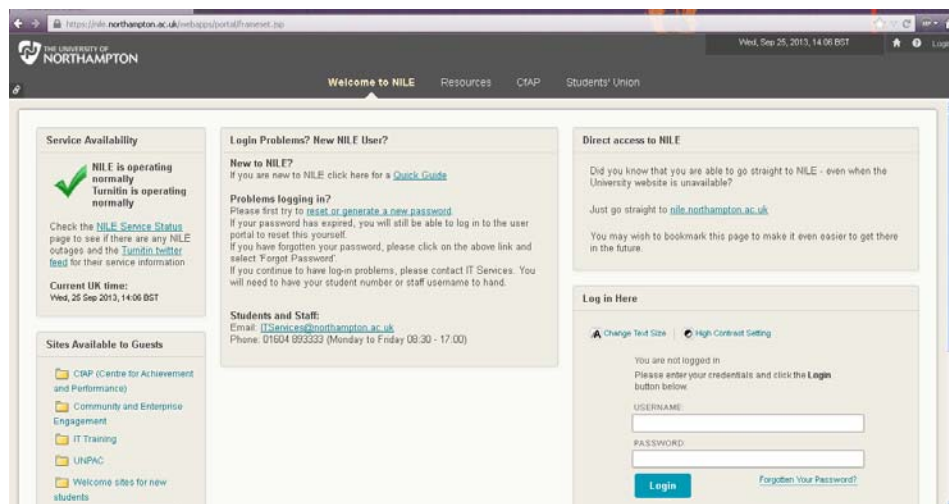 https://nile.northampton.ac.uk/webapps/portal/frameset.jsp
THE UNIVERSITY OF
NORTHAMPTON
Wed, Sep 25, 2013, 14:06 BST
Login
Welcome to NILE
Resources
CfAP
Students' Union
Service Availability
NILE is operating
normally
Turnitin is operating
normally
Check the NILE Service Status
page to see if there are any NILE
outages and the Turnitin twitter
feed for their service information
Current UK time:
Wed, 25 Sep 2013, 14:06 BST
Sites Available to Guests
CfAP (Centre for Achievement
and Performance)
Community and Enterprise
Engagement
IT Training
UNPAC
Welcome sites for new
students
Login Problems? New NILE User?
New to NILE?
If you are new to NILE click here for a Quick Guide
Problems logging in?
Please first try to reset or generate a new password.
If your password has expired, you will still be able to log in to the user
portal to reset this yourself.
If you have forgotten your password, please click on the above link and
select 'Forgot Password'.
If you continue to have log-in problems, please contact IT Services. You
will need to have your student number or staff username to hand.
Students and Staff:
Email: ITServices@northampton.ac.uk
Phone: 01604 893333 (Monday to Friday 08:30 - 17.00)
Direct access to NILE
Did you know that you are able to go straight to NILE - even when the
University website is unavailable?
Just go straight to nile.northampton.ac.uk
You may wish to bookmark this page to make it even easier to get there
in the future.
Log in Here
Change Text Size
High Contrast Setting
You are not logged in
Please enter your credentials and click the Login
button below.
USERNAME:
PASSWORD:
Login
Forgotten Your Password?